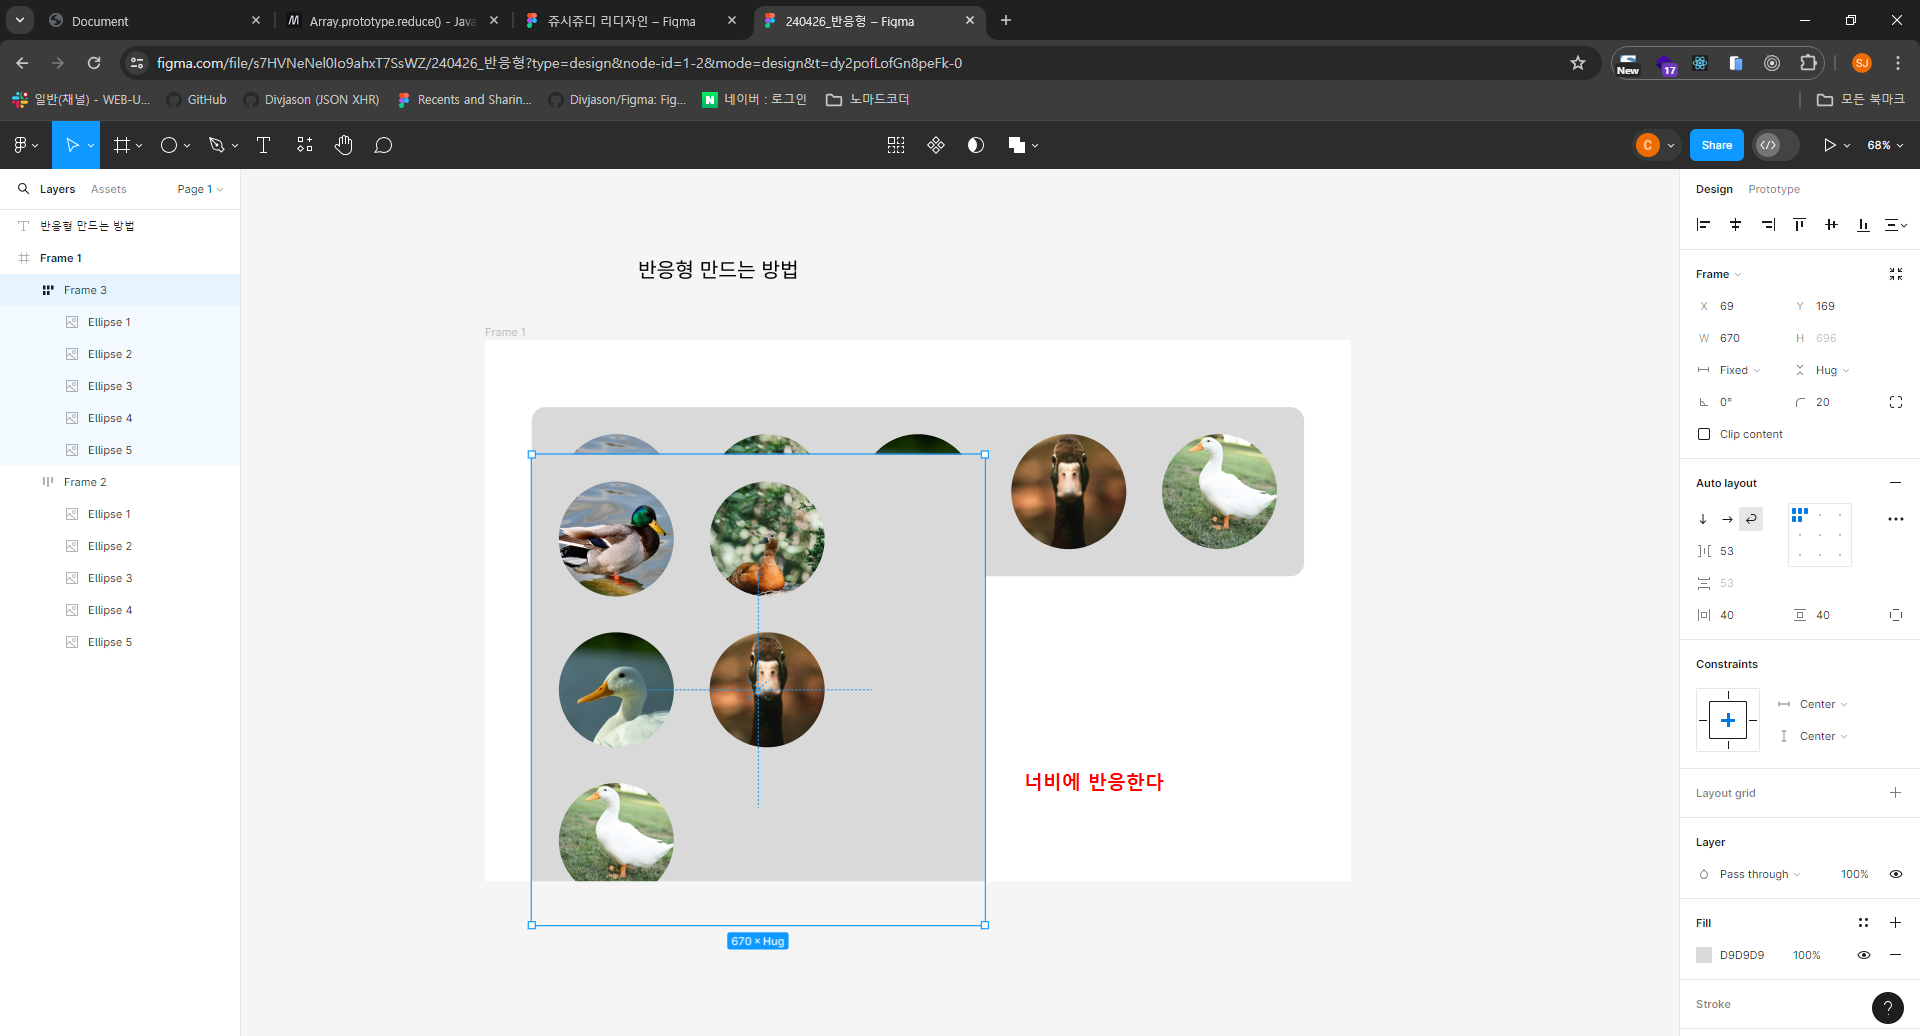 Document
Array.prototype.reduce() - Java
쥬시쥬디 리디자인 – Figma
240426_반응형 – Figma
figma.com/file/s7HVNeNel0Io9ahxT7SsWZ/240426_반응형?type=design&node-id=1-2&mode=design&t=dy2pofLofGn8peFk-0
New
17
SJ
일반(채널) - WEB-U...
GitHub
Divjason (JSON XHR)
Recents and Sharin...
Divjason/Figma: Fig...
N 네이버 : 로그인
노마드코더
모든 북마크
C
Share
68%
Layers
Assets
Page 1
Design
Prototype
반응형 만드는 방법
Frame 1
Frame 3
Ellipse 1
Ellipse 2
Ellipse 3
Ellipse 4
Ellipse 5
Frame 2
Ellipse 1
Ellipse 2
Ellipse 3
Ellipse 4
Ellipse 5
반응형 만드는 방법
Frame 1
너비에 반응한다
670 × Hug
Frame
X 69
Y 169
W 670
H 696
Fixed
Hug
0°
20
Clip content
Auto layout
53
53
40
40
Constraints
Center
Center
Layout grid
Layer
Pass through
100%
Fill
D9D9D9
100%
Stroke
?